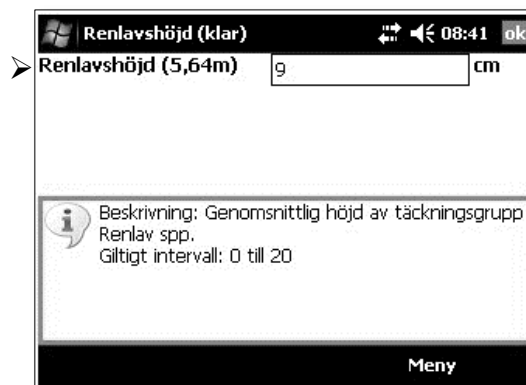 Renlavshöjd (klar) 08:41 ok
Renlavshöjd (5,64m) 9 cm
Beskrivning: Genomsnittlig höjd av täckningsgrupp
Renlav spp.
Giltigt intervall: 0 till 20
Meny